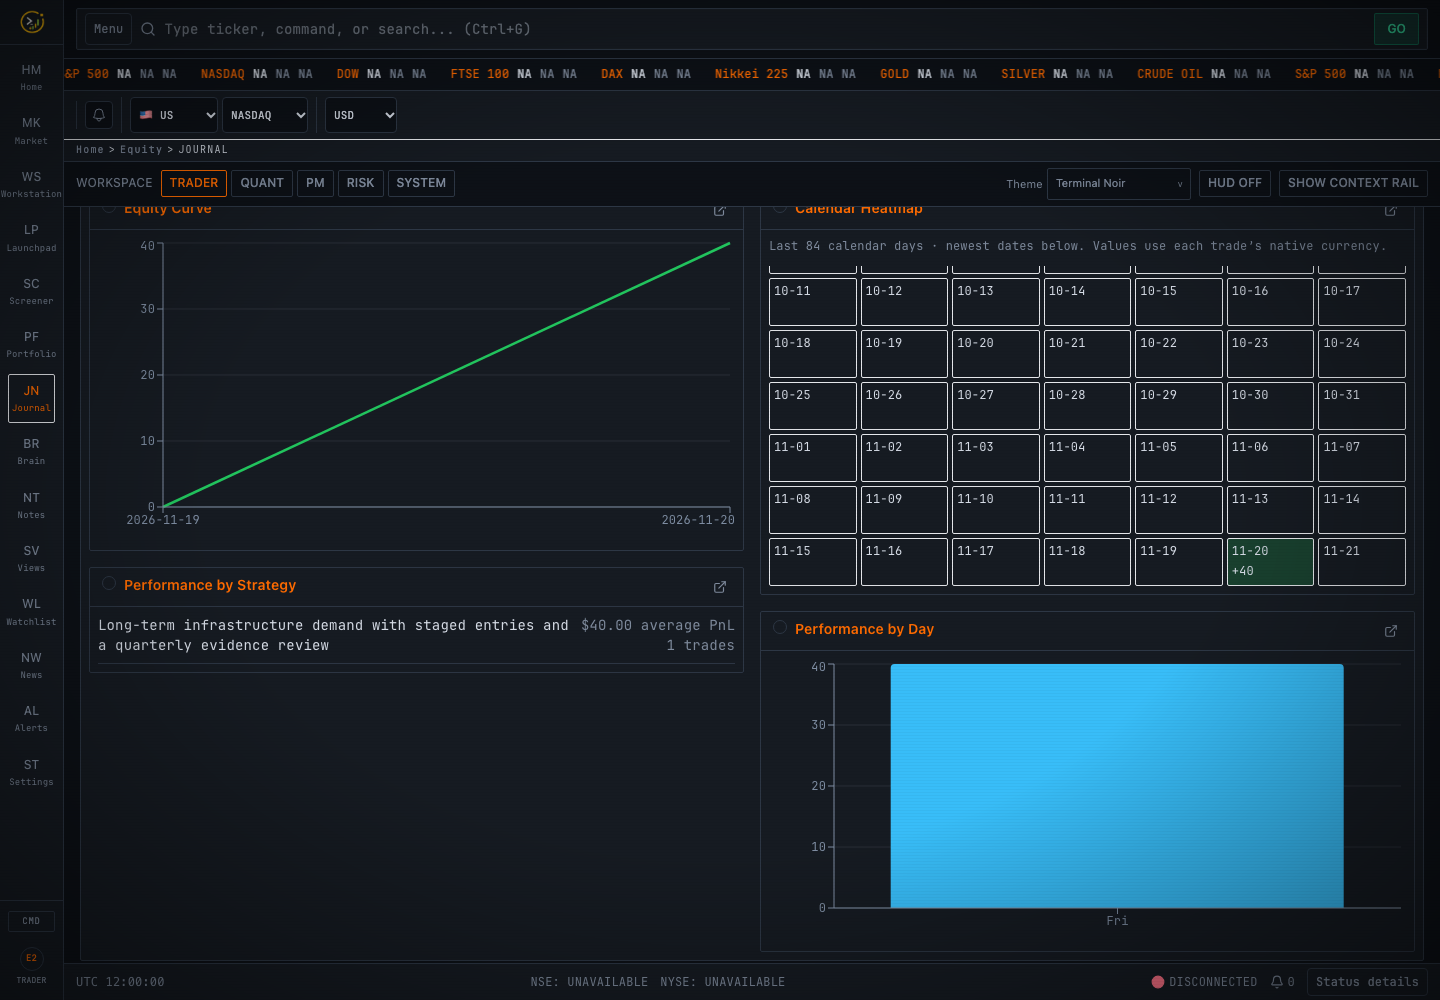 Menu
Type ticker, command, or search... (Ctrl+G)
GO
&P 500 NA NA NA NASDAQ NA NA NA DOW NA NA NA FTSE 100 NA NA NA DAX NA NA NA Nikkei 225 NA NA NA GOLD NA NA NA SILVER NA NA NA CRUDE OIL NA NA NA S&P 500 NA NA NA
US NASDAQ USD
Home > Equity > JOURNAL
WORKSPACE TRADER QUANT PM RISK SYSTEM
Theme Terminal Noir HUD OFF SHOW CONTEXT RAIL
HM
Home
MK
Market
WS
Workstation
LP
Launchpad
SC
Screener
PF
Portfolio
JN
Journal
BR
Brain
NT
Notes
SV
Views
WL
Watchlist
NW
News
AL
Alerts
ST
Settings
CMD
E2
TRADER
Equity Curve
40
30
20
10
0
2026-11-19 2026-11-20
Performance by Strategy
Long-term infrastructure demand with staged entries and
a quarterly evidence review
$40.00 average PnL
1 trades
Calendar Heatmap
Last 84 calendar days · newest dates below. Values use each trade's native currency.
10-11 10-12 10-13 10-14 10-15 10-16 10-17
10-18 10-19 10-20 10-21 10-22 10-23 10-24
10-25 10-26 10-27 10-28 10-29 10-30 10-31
11-01 11-02 11-03 11-04 11-05 11-06 11-07
11-08 11-09 11-10 11-11 11-12 11-13 11-14
11-15 11-16 11-17 11-18 11-19 11-20 11-21
+40
Performance by Day
40
30
20
10
0
Fri
UTC 12:00:00
NSE: UNAVAILABLE NYSE: UNAVAILABLE
DISCONNECTED 0 Status details